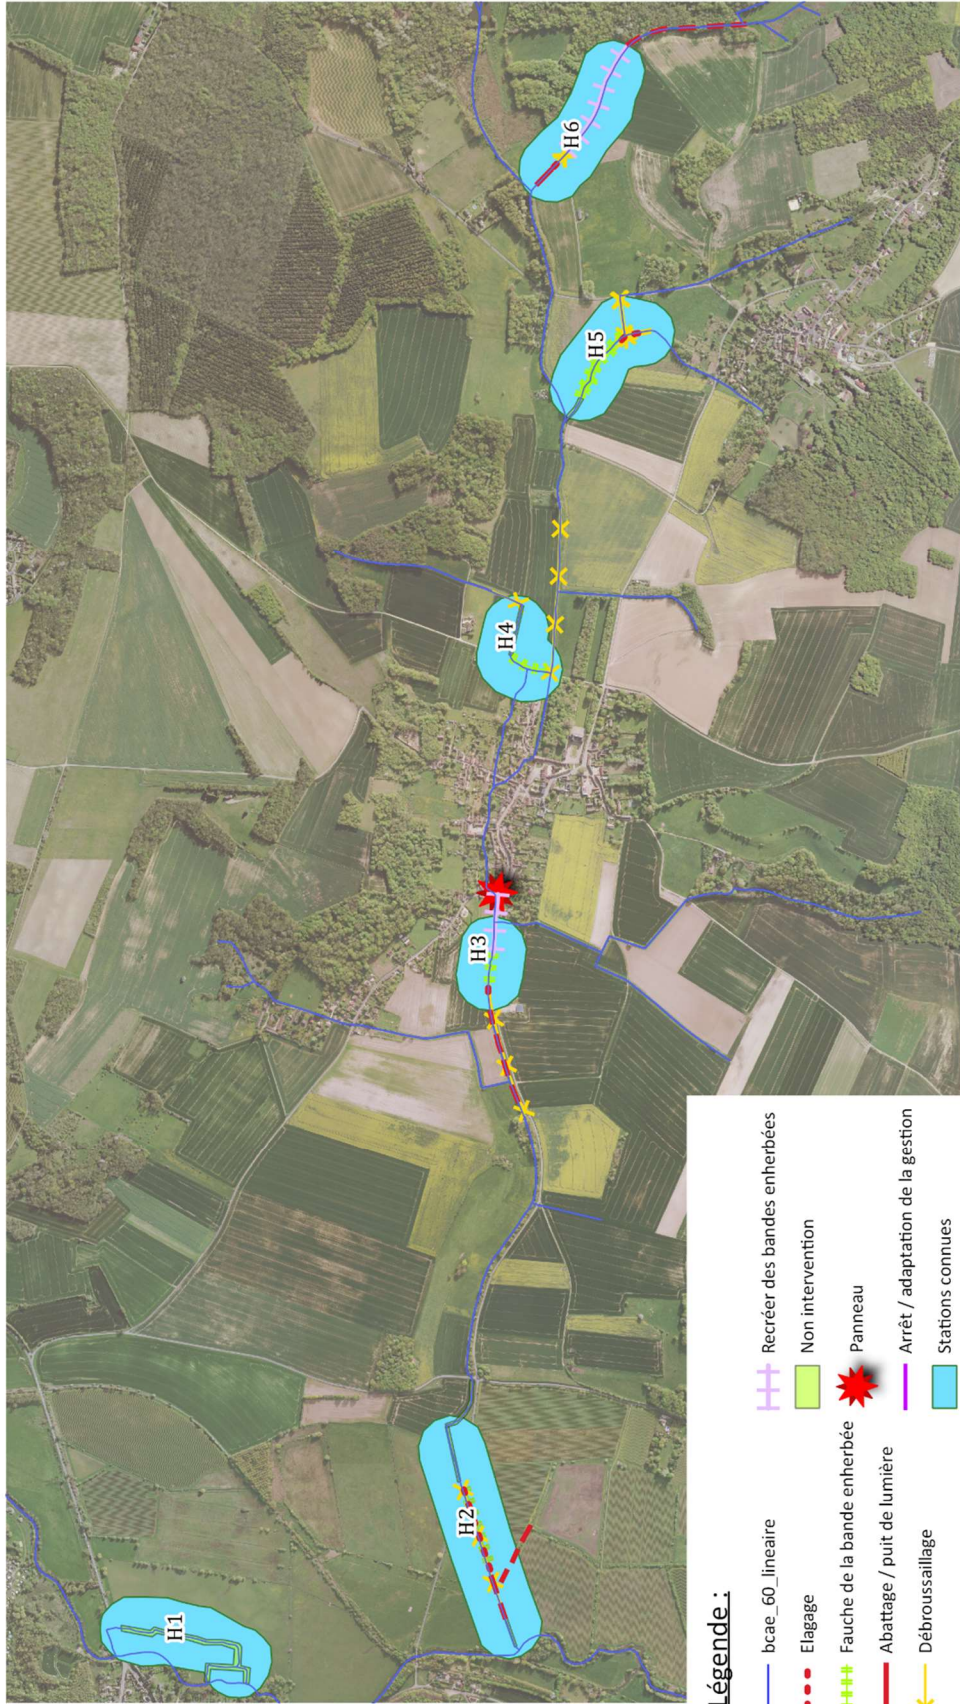 H1
H2
H3
H4
H5
H6
Légende :
bcae_60_lineaire
Elagage
Fauche de la bande enherbée
Abattage / puit de lumière
Débroussaillage
Recréer des bandes enherbées
Non intervention
Panneau
Arrêt / adaptation de la gestion
Stations connues